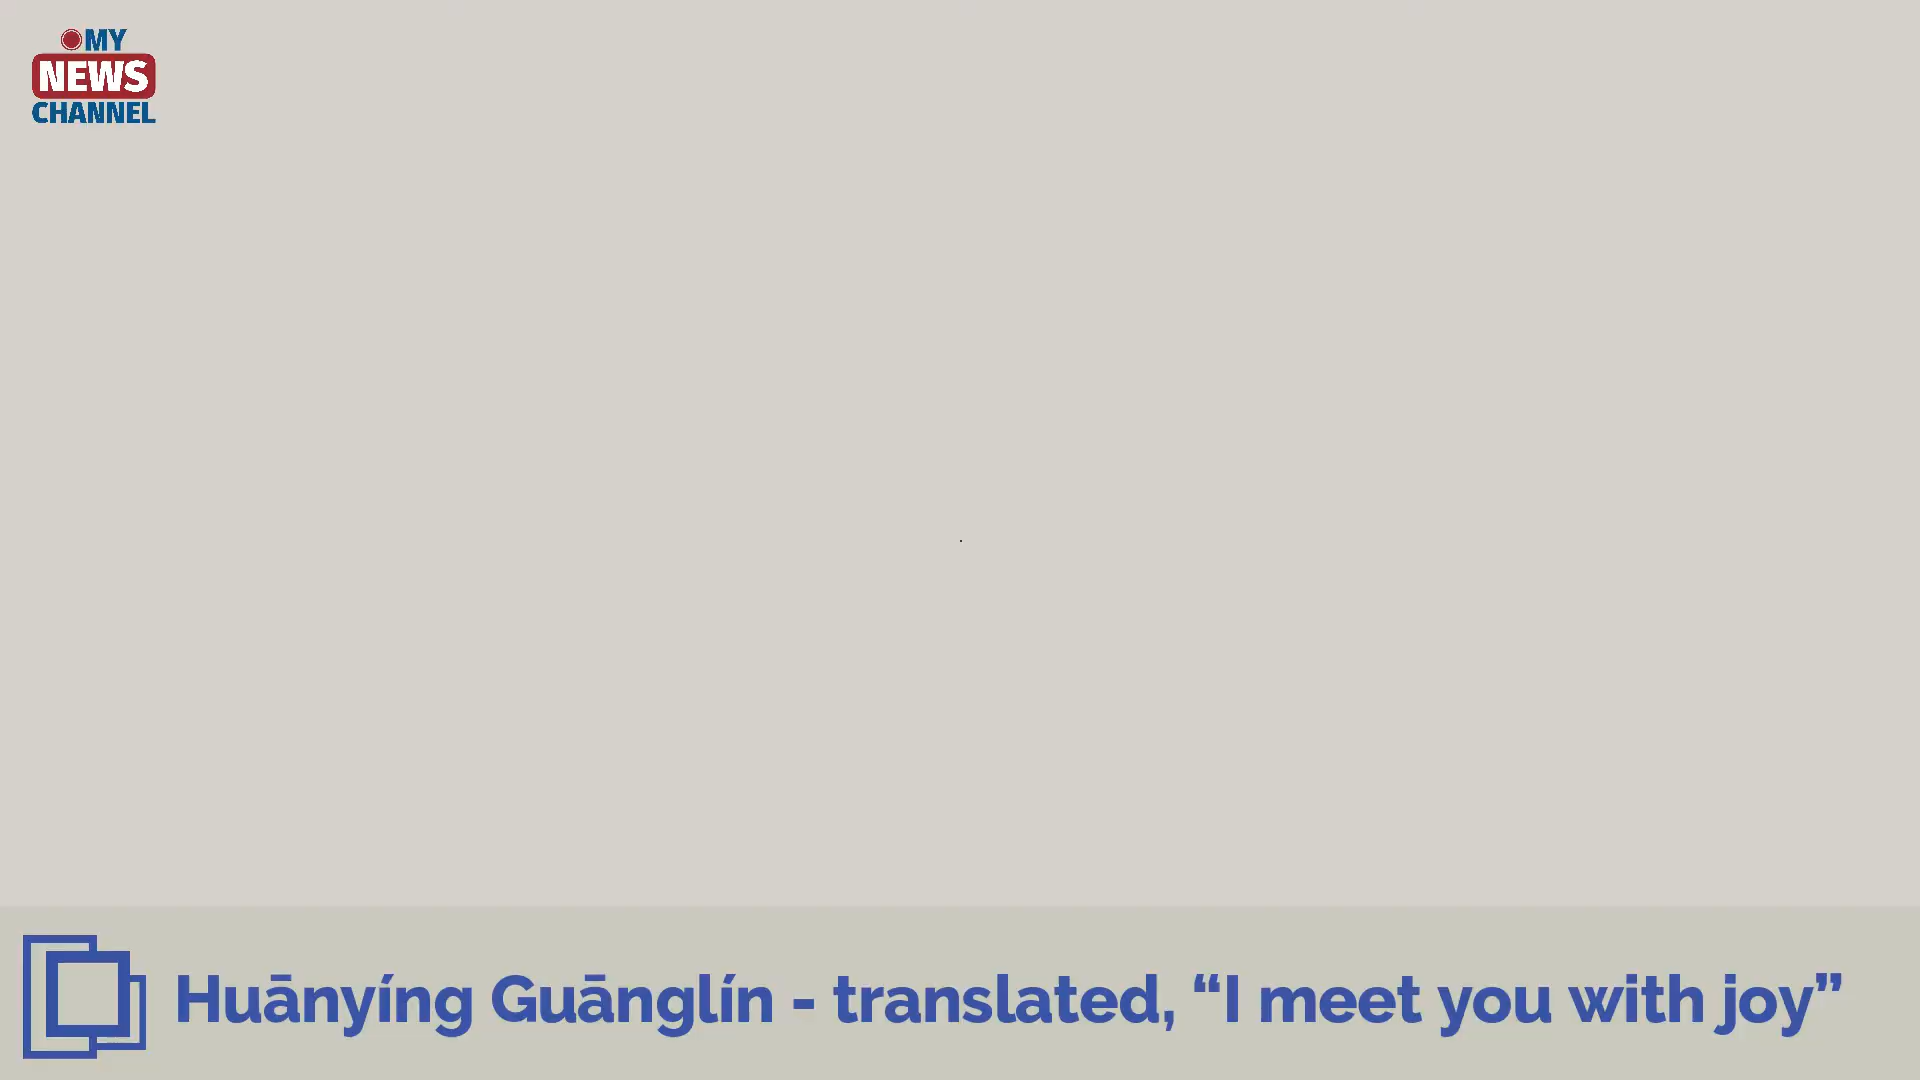 MY
NEWS
CHANNEL
Huānyíng Guānglín - translated, “I meet you with joy”